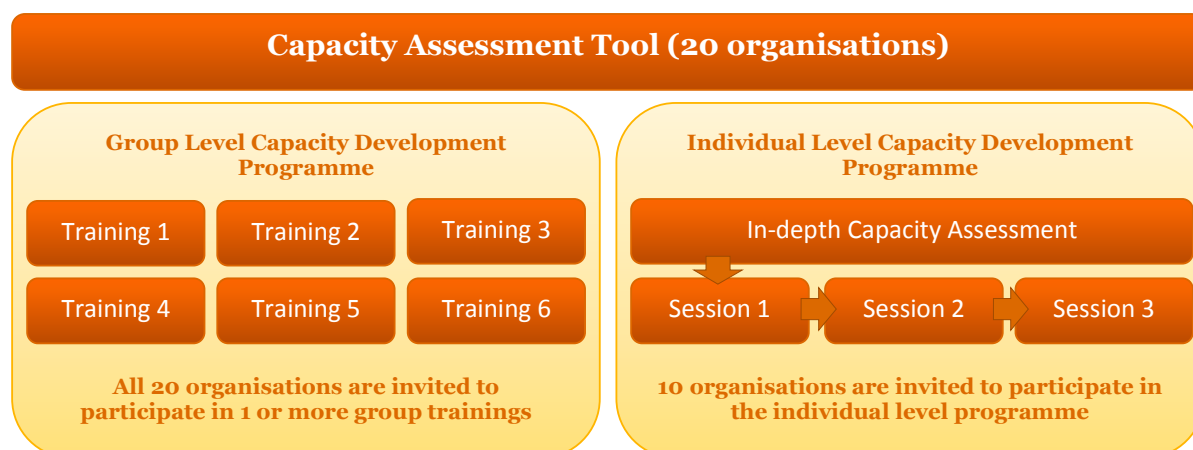 Capacity Assessment Tool (20 organisations)
Group Level Capacity Development
Programme
Training 1
Training 2
Training 3
Training 4
Training 5
Training 6
All 20 organisations are invited to
participate in 1 or more group trainings
Individual Level Capacity Development
Programme
In-depth Capacity Assessment
Session 1
Session 2
Session 3
10 organisations are invited to participate in
the individual level programme